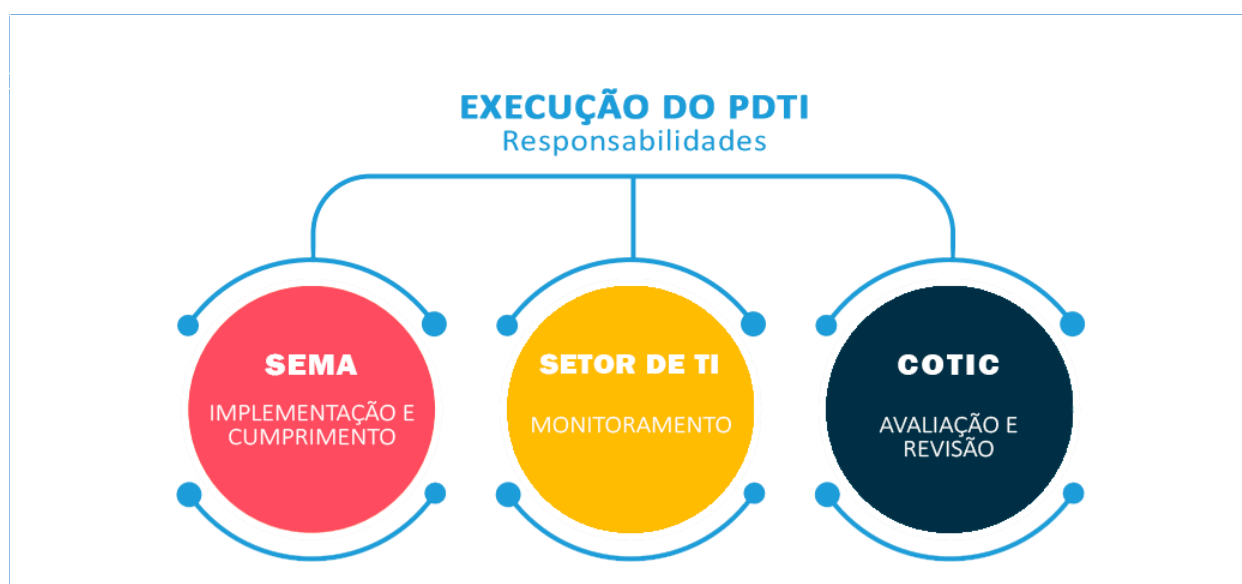 EXECUÇÃO DO PDTI
Responsabilidades
SEMA
IMPLEMENTAÇÃO E
CUMPRIMENTO
SETOR DE TI
MONITORAMENTO
COTIC
AVALIAÇÃO E
REVISÃO